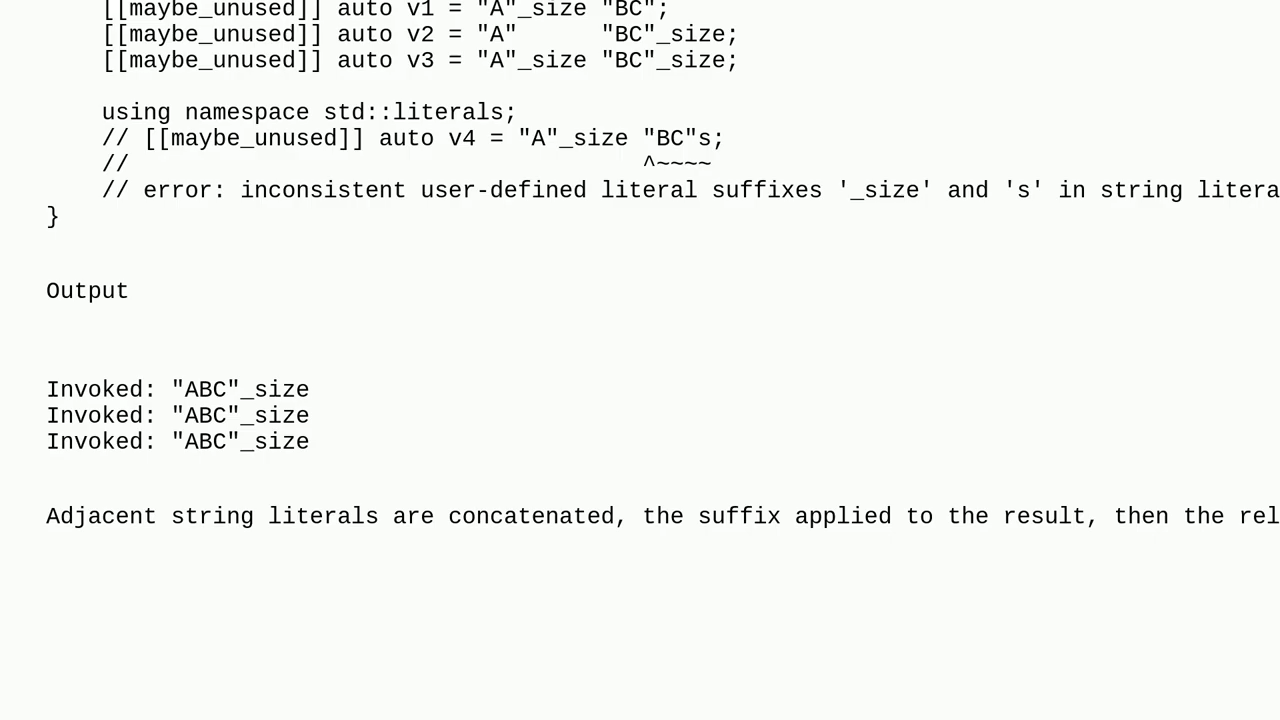 [[maybe_unused]] auto v1 = "A"_size "BC";
[[maybe_unused]] auto v2 = "A"      "BC"_size;
[[maybe_unused]] auto v3 = "A"_size "BC"_size;
using namespace std::literals;
// [[maybe_unused]] auto v4 = "A"_size "BC"s;
//                                     ^~~~~
// error: inconsistent user-defined literal suffixes '_size' and 's' in string litera
}
Output
Invoked: "ABC"_size
Invoked: "ABC"_size
Invoked: "ABC"_size
Adjacent string literals are concatenated, the suffix applied to the result, then the rel